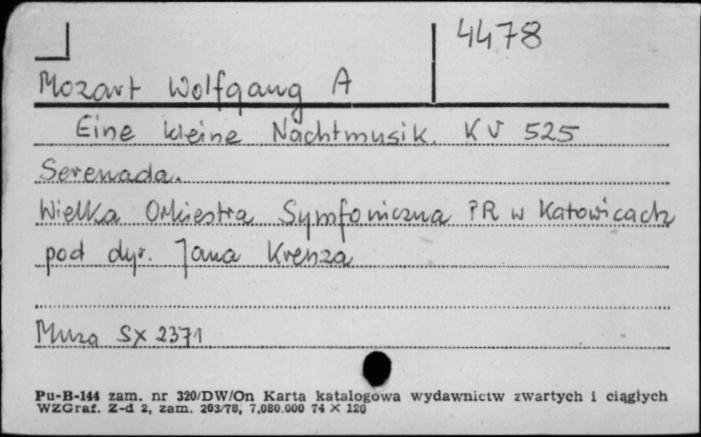 4478
Mozart Wolfgang A
Eine kleine Nachtmusik. KV 525
Serenada.
Wielka Orkiestra Symfoniczna PR w Katowicach
pod dyr. Jana Krenza
Muza SX 2371
Pu-B-144 zam. nr 320/DW/On Karta katalogowa wydawnictw zwartych i ciągłych
WZGraf. Z-d 2, zam. 203/78, 7.080.000 74 × 120